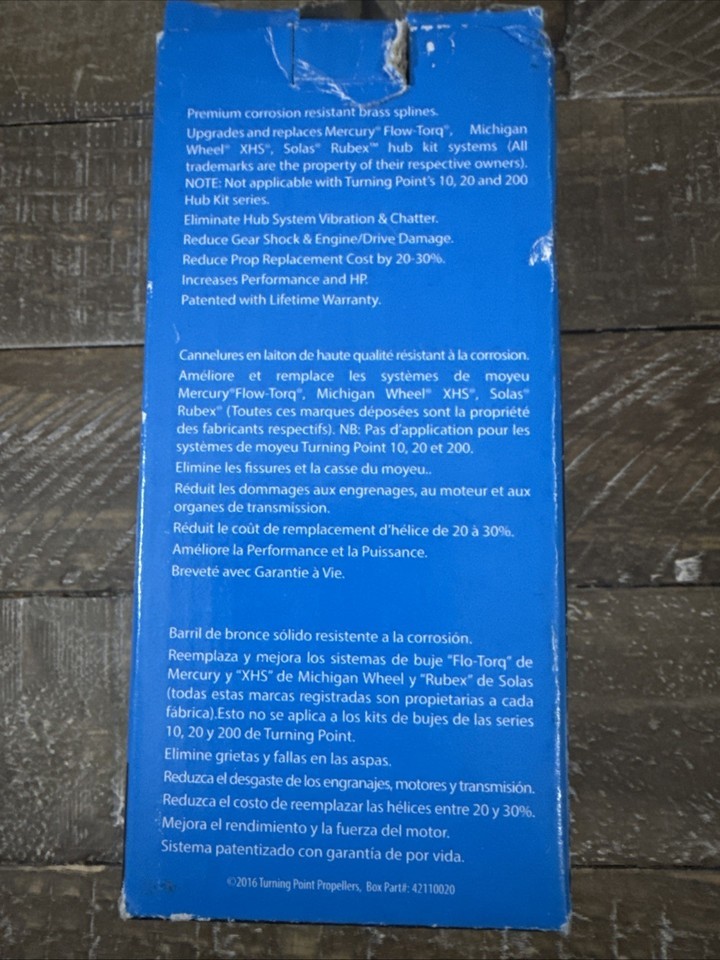 Premium corrosion resistant brass splines.
Upgrades and replaces Mercury® Flow-Torq®, Michigan
Wheel® XHS®, Solas® Rubex™ hub kit systems (All
trademarks are the property of their respective owners).
NOTE: Not applicable with Turning Point's 10, 20 and 200
Hub Kit series.
Eliminate Hub System Vibration & Chatter.
Reduce Gear Shock & Engine/Drive Damage.
Reduce Prop Replacement Cost by 20-30%.
Increases Performance and HP.
Patented with Lifetime Warranty.
Cannelures en laiton de haute qualité résistant à la corrosion.
Améliore et remplace les systèmes de moyeu
Mercury®Flow-Torq®, Michigan Wheel® XHS®, Solas®
Rubex® (Toutes ces marques déposées sont la propriété
des fabricants respectifs). NB: Pas d'application pour les
systèmes de moyeu Turning Point 10, 20 et 200.
Elimine les fissures et la casse du moyeu..
Réduit les dommages aux engrenages, au moteur et aux
organes de transmission.
Réduit le coût de remplacement d'hélice de 20 à 30%.
Améliore la Performance et la Puissance.
Breveté avec Garantie à Vie.
Barril de bronce sólido resistente a la corrosión.
Reemplaza y mejora los sistemas de buje "Flo-Torq" de
Mercury y "XHS" de Michigan Wheel y "Rubex" de Solas
(todas estas marcas registradas son propietarias a cada
fábrica).Esto no se aplica a los kits de bujes de las series
10, 20 y 200 de Turning Point.
Elimine grietas y fallas en las aspas.
Reduzca el desgaste de los engranajes, motores y transmisión.
Reduzca el costo de reemplazar las hélices entre 20 y 30%.
Mejora el rendimiento y la fuerza del motor.
Sistema patentizado con garantía de por vida.
©2016 Turning Point Propellers, Box Part#: 42110020